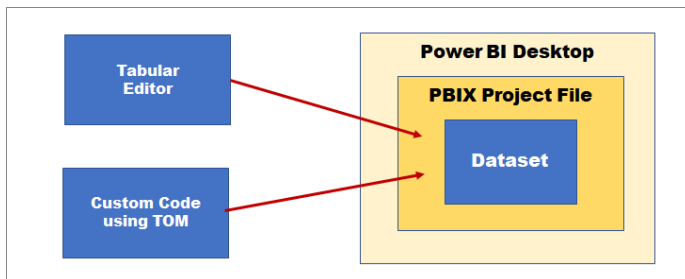 Tabular
Editor
Power BI Desktop
PBIX Project File
Dataset
Custom Code
using TOM